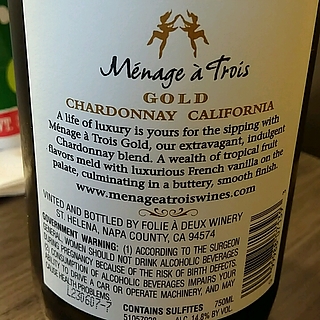 Ménage à Trois
GOLD
CHARDONNAY CALIFORNIA
A life of luxury is yours for the sipping with
Ménage à Trois Gold, our extravagant, indulgent
Chardonnay blend. A wealth of tropical fruit
flavors meld with luxurious French vanilla on the
palate, culminating in a buttery, smooth finish.
www.menageatroiswines.com
VINTED AND BOTTLED BY FOLIE À DEUX WINERY
ST. HELENA, NAPA COUNTY, CA 94574
GOVERNMENT WARNING: (1) ACCORDING TO THE SURGEON
GENERAL, WOMEN SHOULD NOT DRINK ALCOHOLIC BEVERAGES
DURING PREGNANCY BECAUSE OF THE RISK OF BIRTH DEFECTS.
(2) CONSUMPTION OF ALCOHOLIC BEVERAGES IMPAIRS YOUR
ABILITY TO DRIVE A CAR OR OPERATE MACHINERY, AND MAY
CAUSE HEALTH PROBLEMS.
CONTAINS SULFITES 750ML
ALC. 14.8% BY VOL.